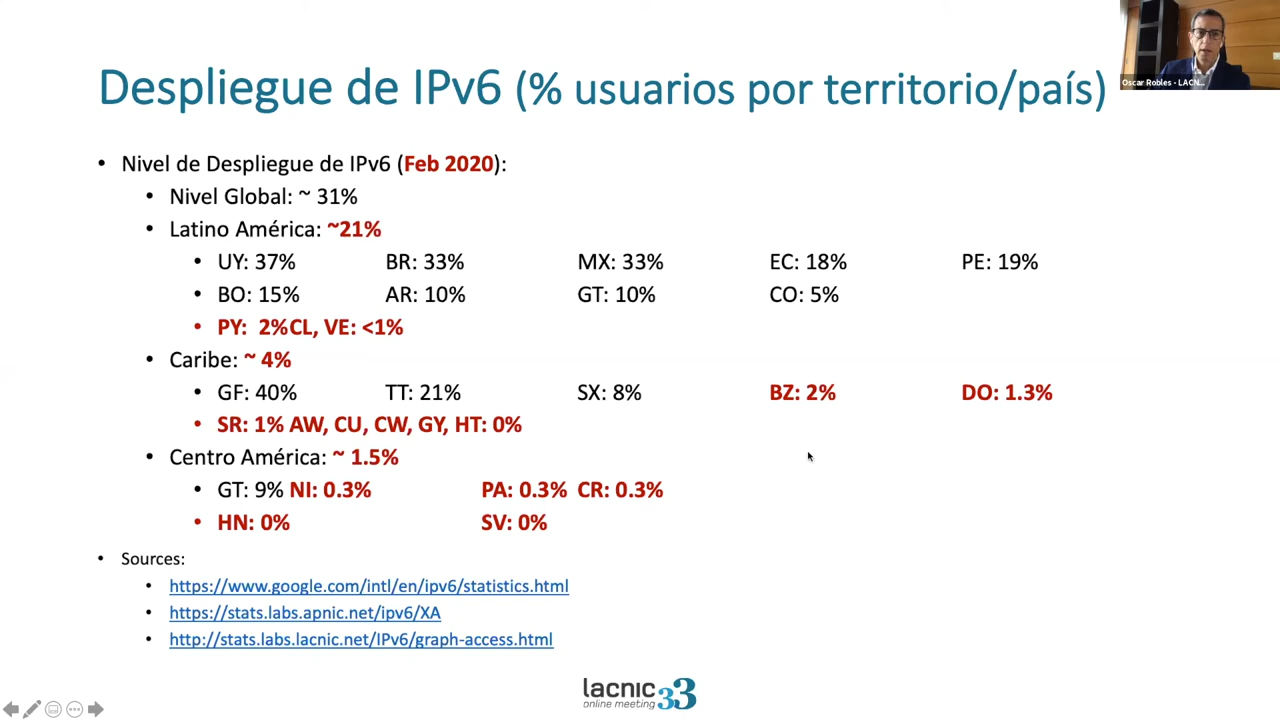 Despliegue de IPv6 (% usuarios por territorio/país)
Oscar Robles - LACN...
• Nivel de Despliegue de IPv6 (Feb 2020):
• Nivel Global: ~ 31%
• Latino América: ~21%
• UY: 37% BR: 33% MX: 33% EC: 18% PE: 19%
• BO: 15% AR: 10% GT: 10% CO: 5%
• PY: 2%CL, VE: <1%
• Caribe: ~ 4%
• GF: 40% TT: 21% SX: 8% BZ: 2% DO: 1.3%
• SR: 1% AW, CU, CW, GY, HT: 0%
• Centro América: ~ 1.5%
• GT: 9% NI: 0.3% PA: 0.3% CR: 0.3%
• HN: 0% SV: 0%
• Sources:
• https://www.google.com/intl/en/ipv6/statistics.html
• https://stats.labs.apnic.net/ipv6/XA
• http://stats.labs.lacnic.net/IPv6/graph-access.html
lacnic 33
online meeting